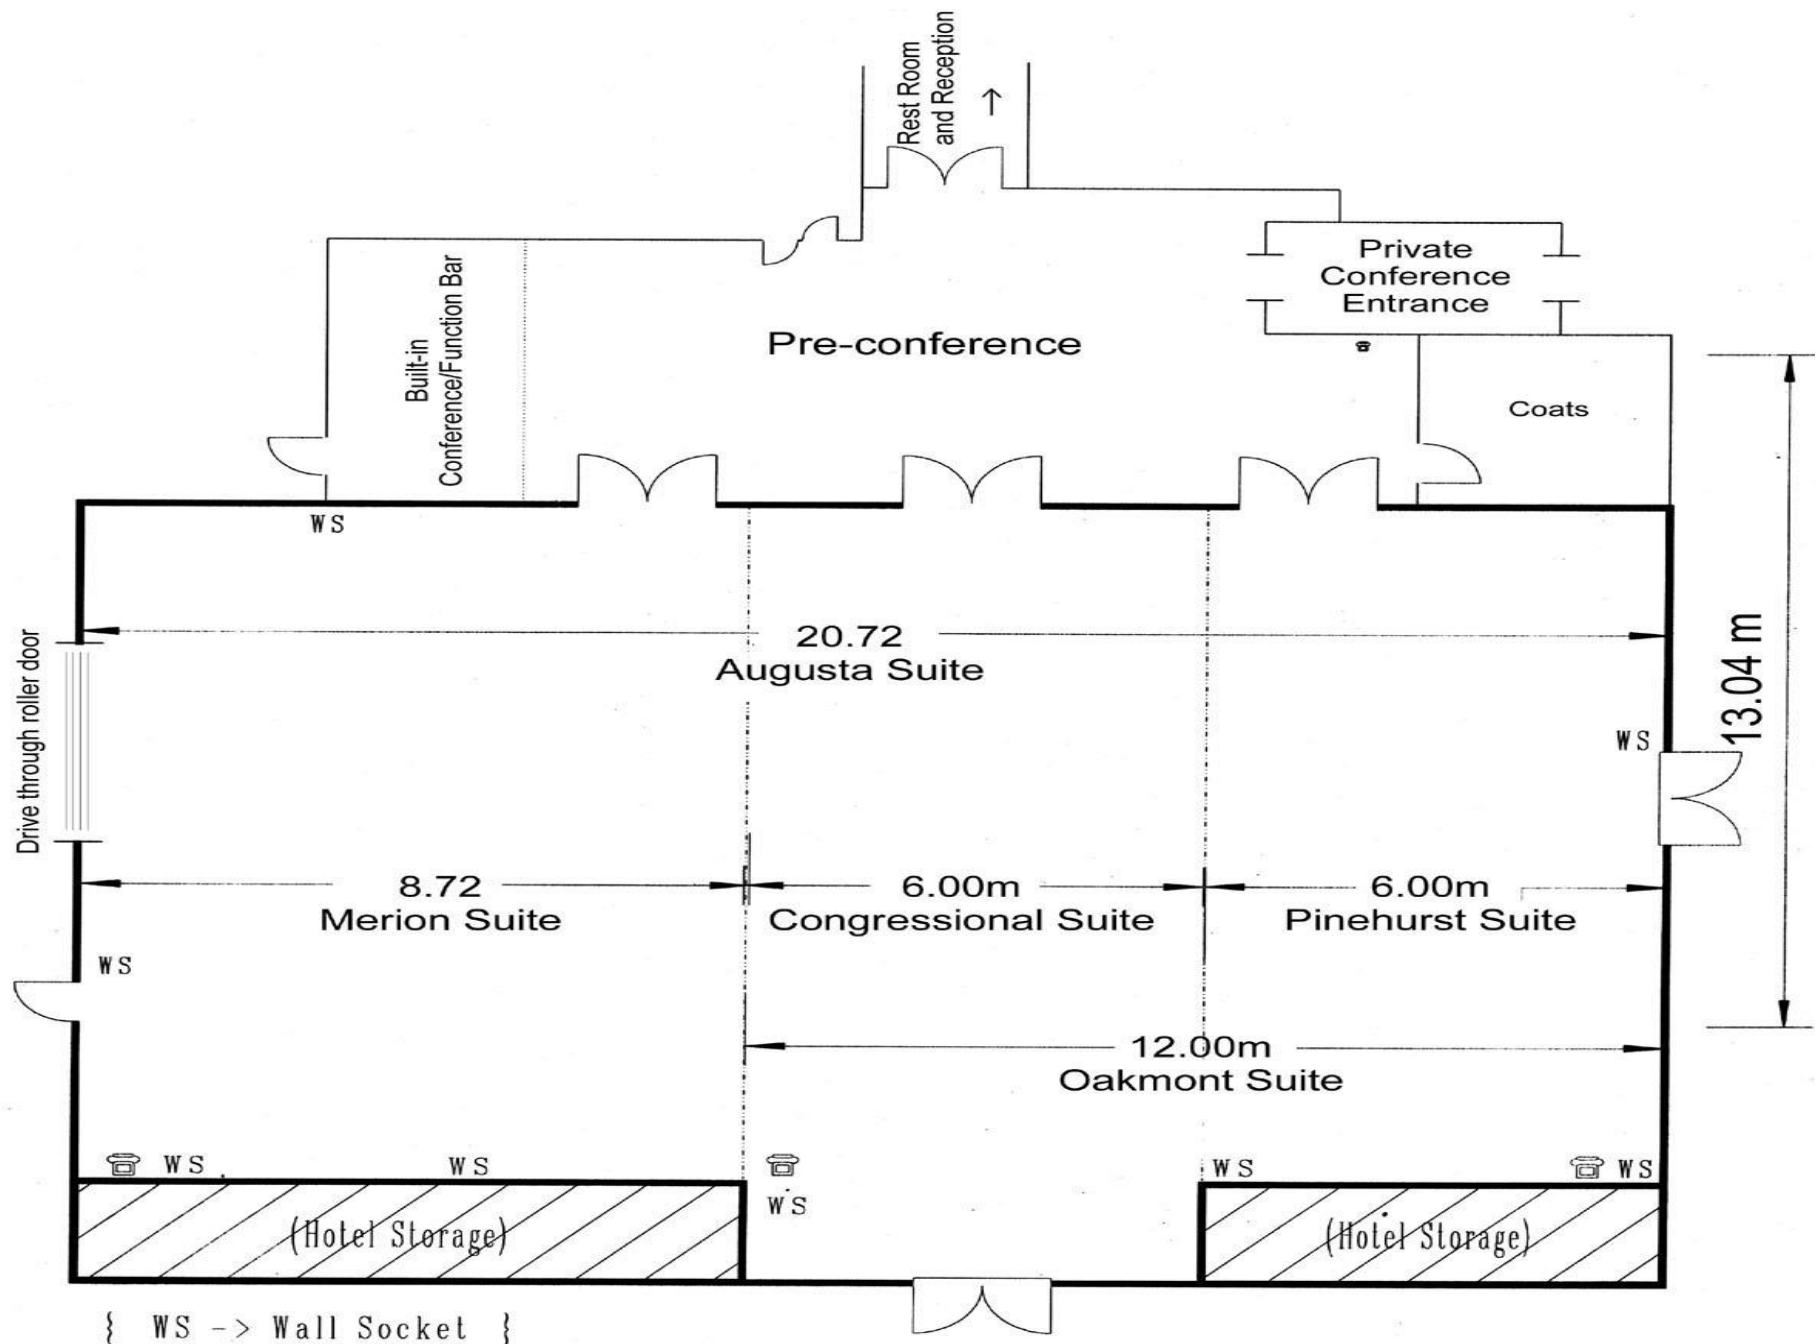 Rest Room
and Reception
Private
Conference
Entrance
Built-in
Conference/Function Bar
Pre-conference
Coats
WS
20.72
Augusta Suite
Drive through roller door
13.04 m
WS
8.72
Merion Suite
6.00m
Congressional Suite
6.00m
Pinehurst Suite
WS
12.00m
Oakmont Suite
WS
WS
WS
WS
WS
(Hotel Storage)
(Hotel Storage)
{ WS -> Wall Socket }